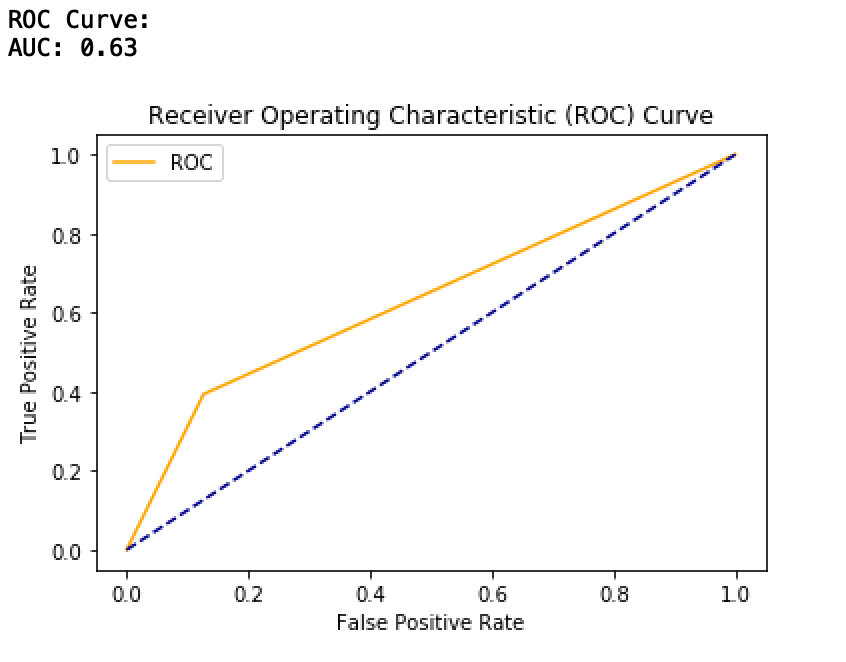 ROC Curve:
AUC: 0.63
Receiver Operating Characteristic (ROC) Curve
ROC
1.0
0.8
0.6
0.4
0.2
0.0
True Positive Rate
0.0 0.2 0.4 0.6 0.8 1.0
False Positive Rate